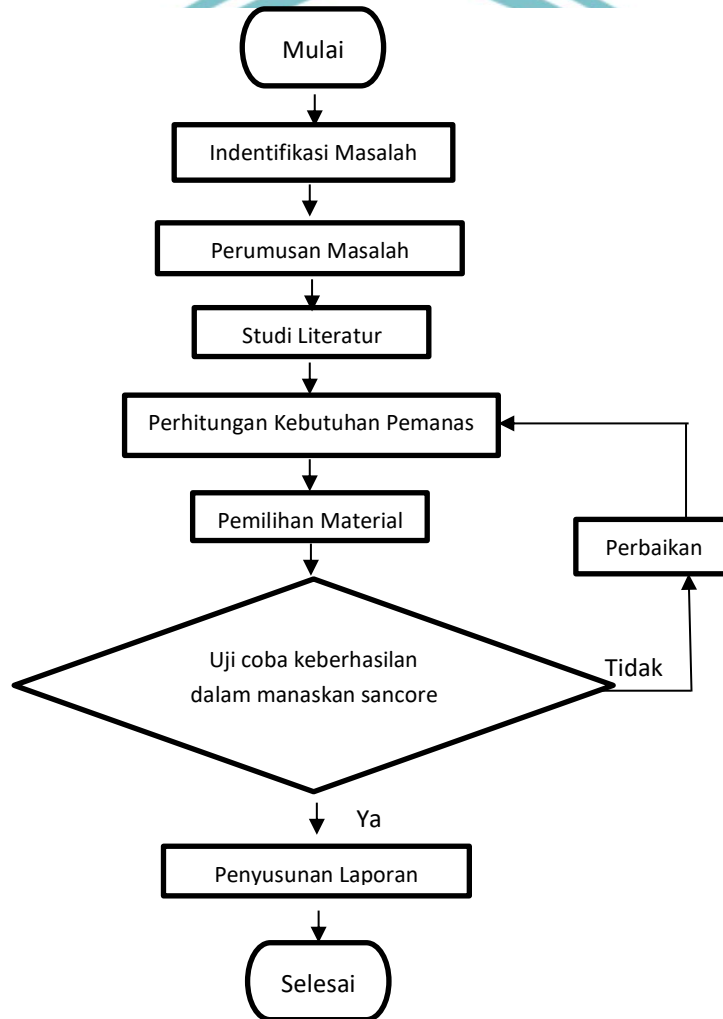 Mulai
Indentifikasi Masalah
Perumusan Masalah
Studi Literatur
Perhitungan Kebutuhan Pemanas
Pemilihan Material
Perbaikan
Uji coba keberhasilan
dalam manaskan sancore
Tidak
Ya
Penyusunan Laporan
Selesai